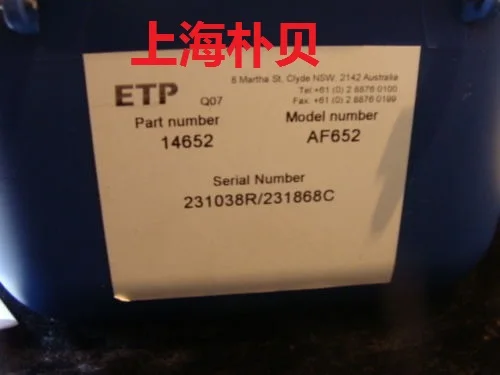 上海朴贝
8 Martha St, Clyde NSW, 2142 Australia
ETP Q07
Tel +61 (0) 2 8876 0100
Fax +61 (0) 2 8876 0199
Part number
Model number
14652
AF652
Serial Number
231038R/231868C